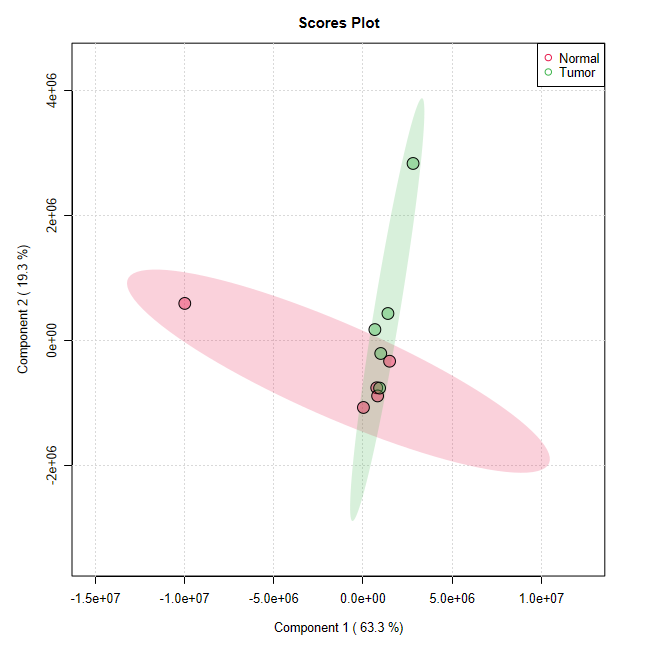 Scores Plot
Normal
Tumor
4e+06
2e+06
0e+00
-2e+06
Component 2 ( 19.3 %)
-1.5e+07 -1.0e+07 -5.0e+06 0.0e+00 5.0e+06 1.0e+07
Component 1 ( 63.3 %)